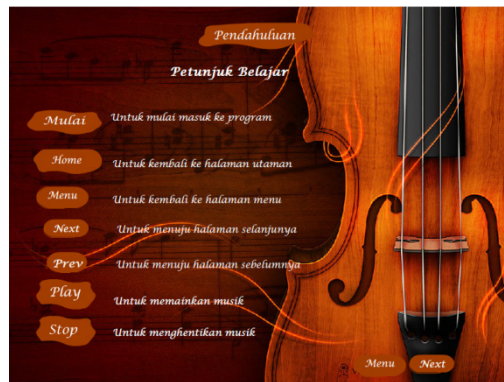 Pendahuluan
Petunjuk Belajar
Mulai Untuk mulai masuk ke program
Home Untuk kembali ke halaman utaman
Menu Untuk kembali ke halaman menu
Next Untuk menuju halaman selanjunya
Prev Untuk menuju halaman sebelumnya
Play Untuk memainkan musik
Stop Untuk menghentikan musik
Menu Next